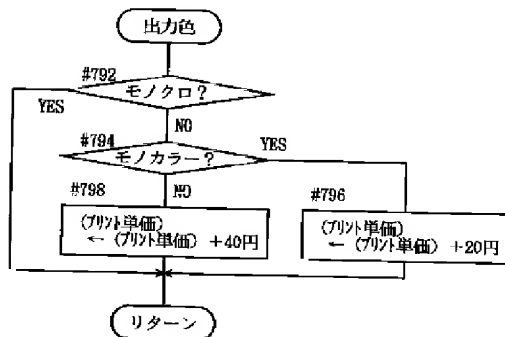 出力色
#792
モノクロ?
YES
NO
#794
モノカラー?
YES
#798
NO
#796
(プリント単価)
← (プリント単価) +40円
(プリント単価)
← (プリント単価) +20円
リターン